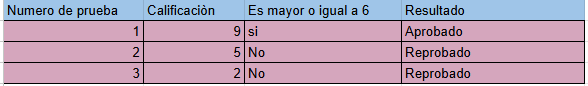 Numero de prueba Calificaciòn Es mayor o igual a 6 Resultado
1 9 si Aprobado
2 5 No Reprobado
3 2 No Reprobado